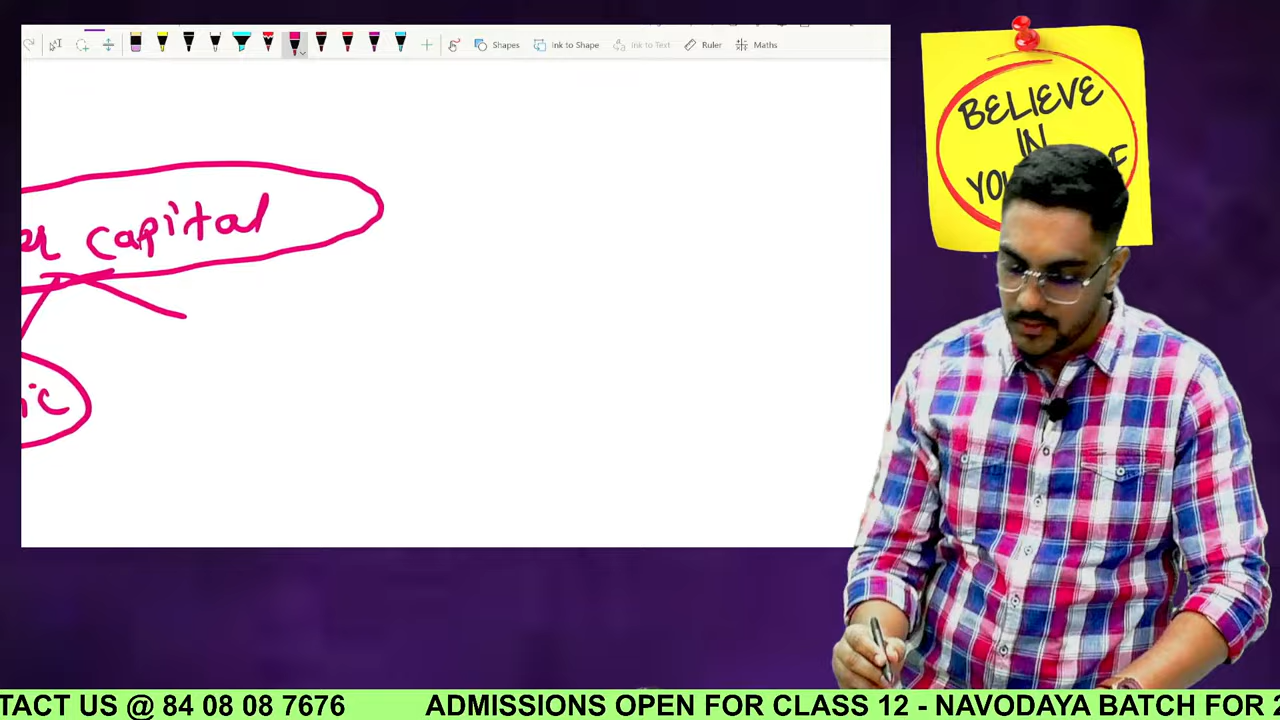 Shapes Ink to Shape Ink to Text Ruler Maths
BELIEVE
IN
er capital
ic
TACT US @ 84 08 08 7676 ADMISSIONS OPEN FOR CLASS 12 - NAVODAYA BATCH FOR 2